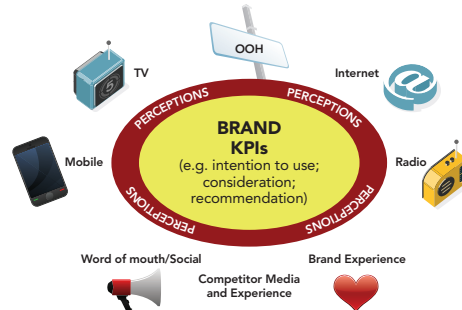 OOH
TV
Internet
PERCEPTIONS
PERCEPTIONS
BRAND
KPIs
(e.g. intention to use;
consideration;
recommendation)
Mobile
Radio
PERCEPTIONS
PERCEPTIONS
Word of mouth/Social
Brand Experience
Competitor Media
and Experience